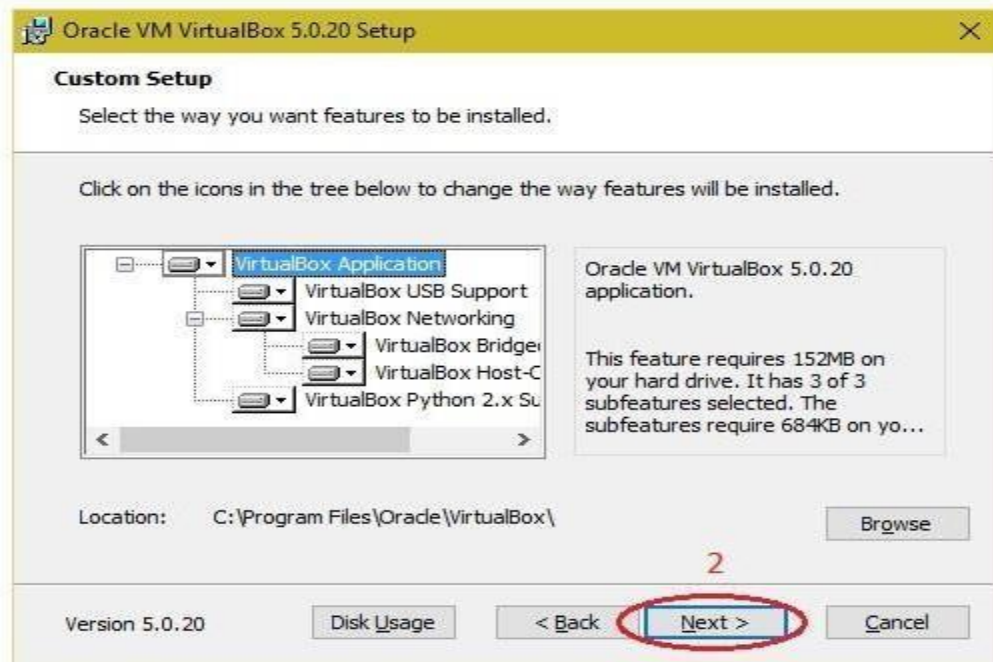 Oracle VM VirtualBox 5.0.20 Setup
Custom Setup
Select the way you want features to be installed.
Click on the icons in the tree below to change the way features will be installed.
VirtualBox Application
VirtualBox USB Support
VirtualBox Networking
VirtualBox Bridge
VirtualBox Host-C
VirtualBox Python 2.x Su
Oracle VM VirtualBox 5.0.20
application.
This feature requires 152MB on
your hard drive. It has 3 of 3
subfeatures selected. The
subfeatures require 684KB on yo...
Location: C:\Program Files\Oracle\VirtualBox\
Browse
2
Version 5.0.20 Disk Usage < Back Next > Cancel